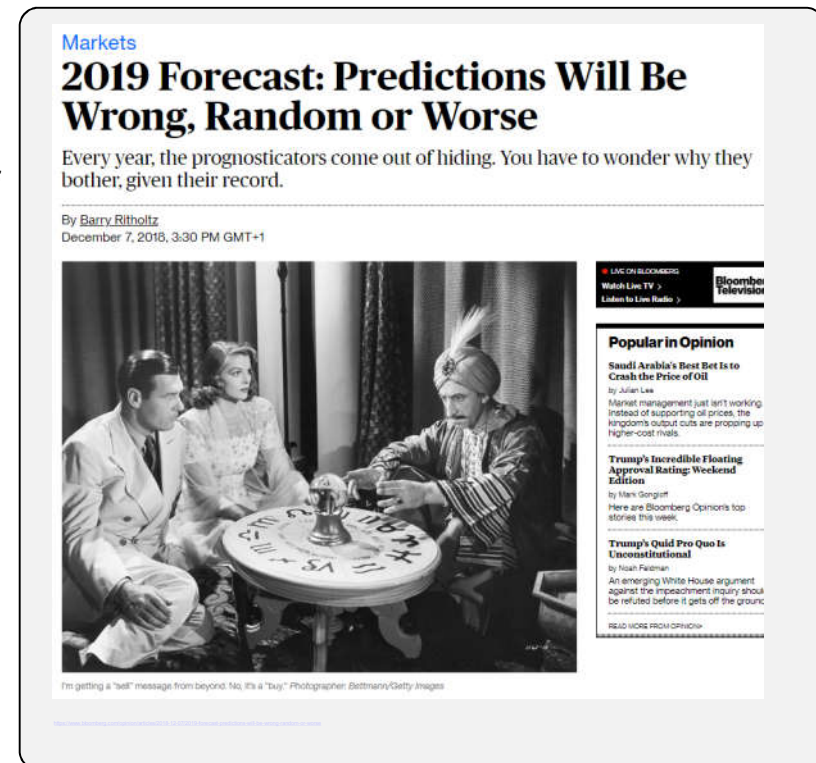 Markets
2019 Forecast: Predictions Will Be
Wrong, Random or Worse
Every year, the prognosticators come out of hiding. You have to wonder why they
bother, given their record.
By Barry Ritholtz
December 7, 2018, 3:30 PM GMT+1
LIVE ON BLOOMBERG
Watch Live TV >
Listen to Live Radio >
Bloomber
Television
Popular in Opinion
Saudi Arabia's Best Bet Is to
Crash the Price of Oil
by Julian Lee
Market management just isn't working.
Instead of supporting oil prices, the
kingdom's output cuts are propping up
higher-cost rivals.
Trump's Incredible Floating
Approval Rating: Weekend
Edition
by Mark Gongloff
Here are Bloomberg Opinion's top
stories this week.
Trump's Quid Pro Quo Is
Unconstitutional
by Noah Feldman
An emerging White House argument
against the impeachment inquiry shoul
be refuted before it gets off the ground
READ MORE FROM OPINION>
I'm getting a "sell" message from beyond. No, it's a "buy." Photographer: Bettmann/Getty Images